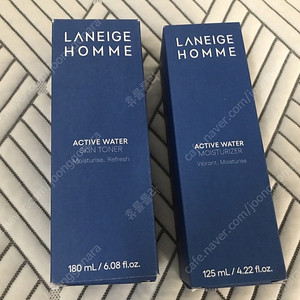 LANEIGE
HOMME
ACTIVE WATER
SKIN TONER
Moisturise, Refresh
180 mL / 6.08 fl.oz.
LANEIGE
HOMME
ACTIVE WATER
MOISTURIZER
Vibrant, Moisturise
125 mL / 4.22 fl.oz.